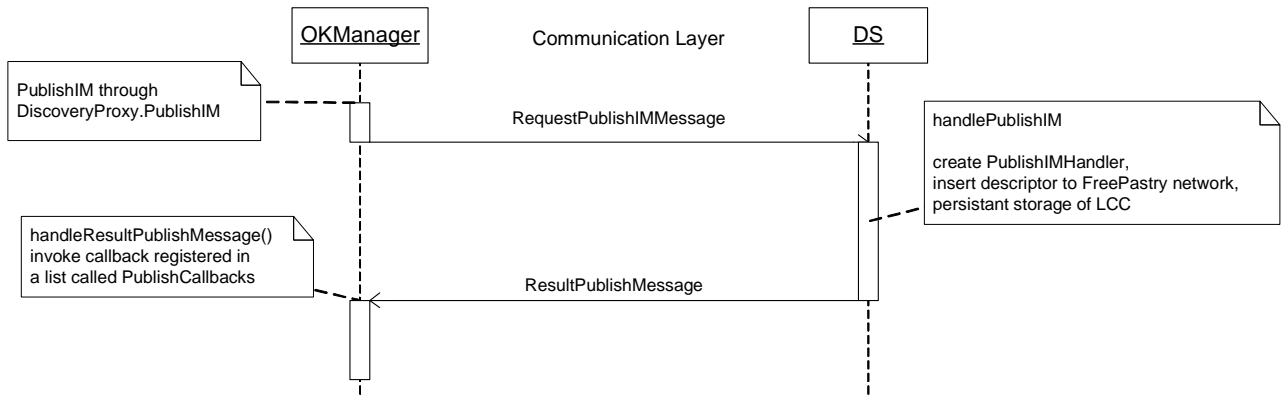 OKManager
Communication Layer
DS
PublishIM through
DiscoveryProxy.PublishIM
RequestPublishIMMessage
handlePublishIM
create PublishIMHandler,
insert descriptor to FreePastry network,
persistant storage of LCC
handleResultPublishMessage()
invoke callback registered in
a list called PublishCallbacks
ResultPublishMessage